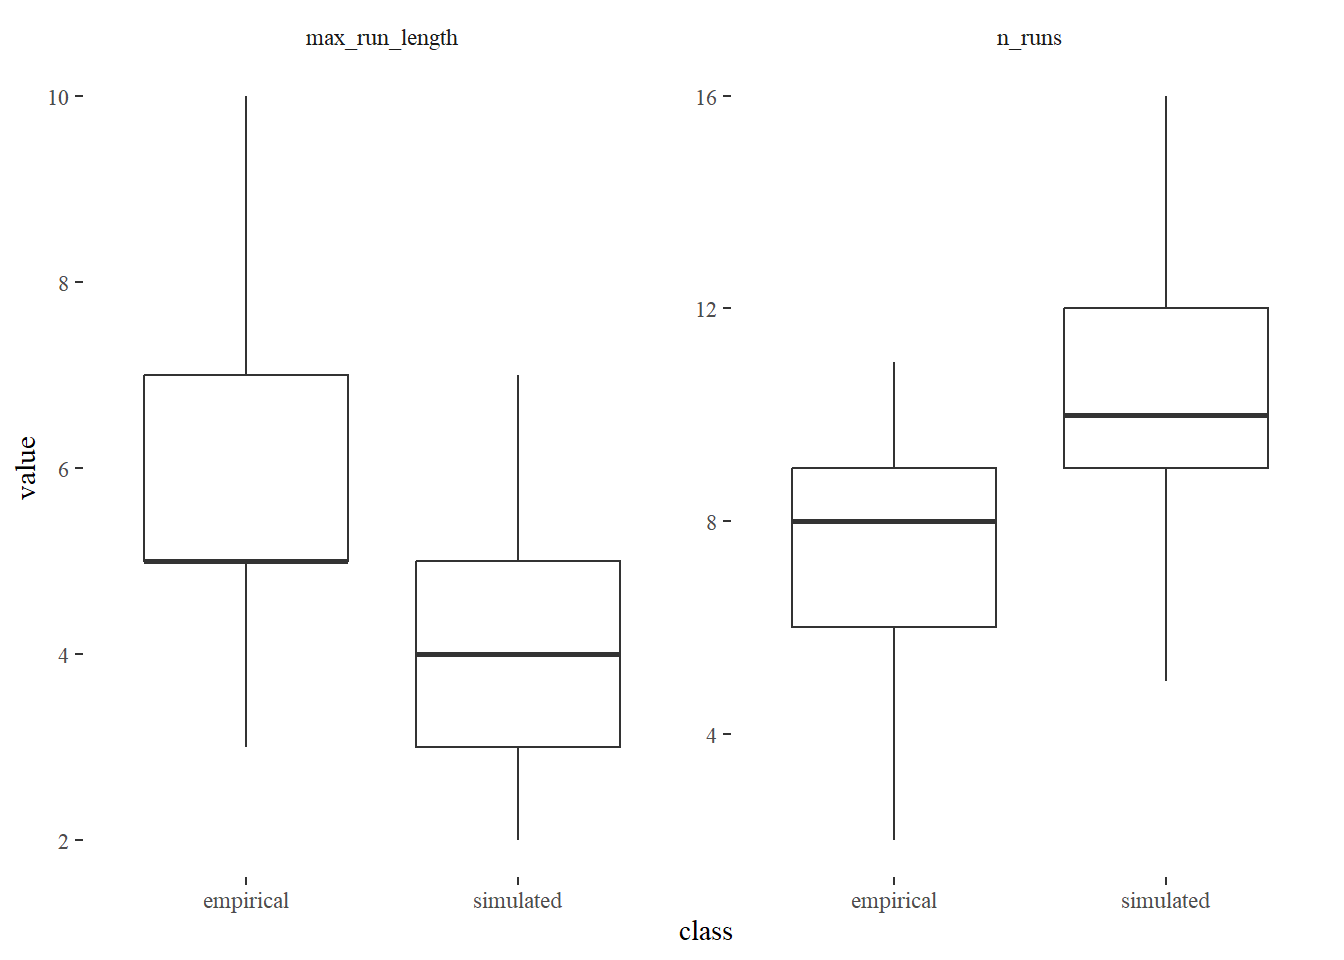 max_run_length
n_runs
value
10
8
6
4
2
16
12
8
4
empirical
simulated
empirical
simulated
class